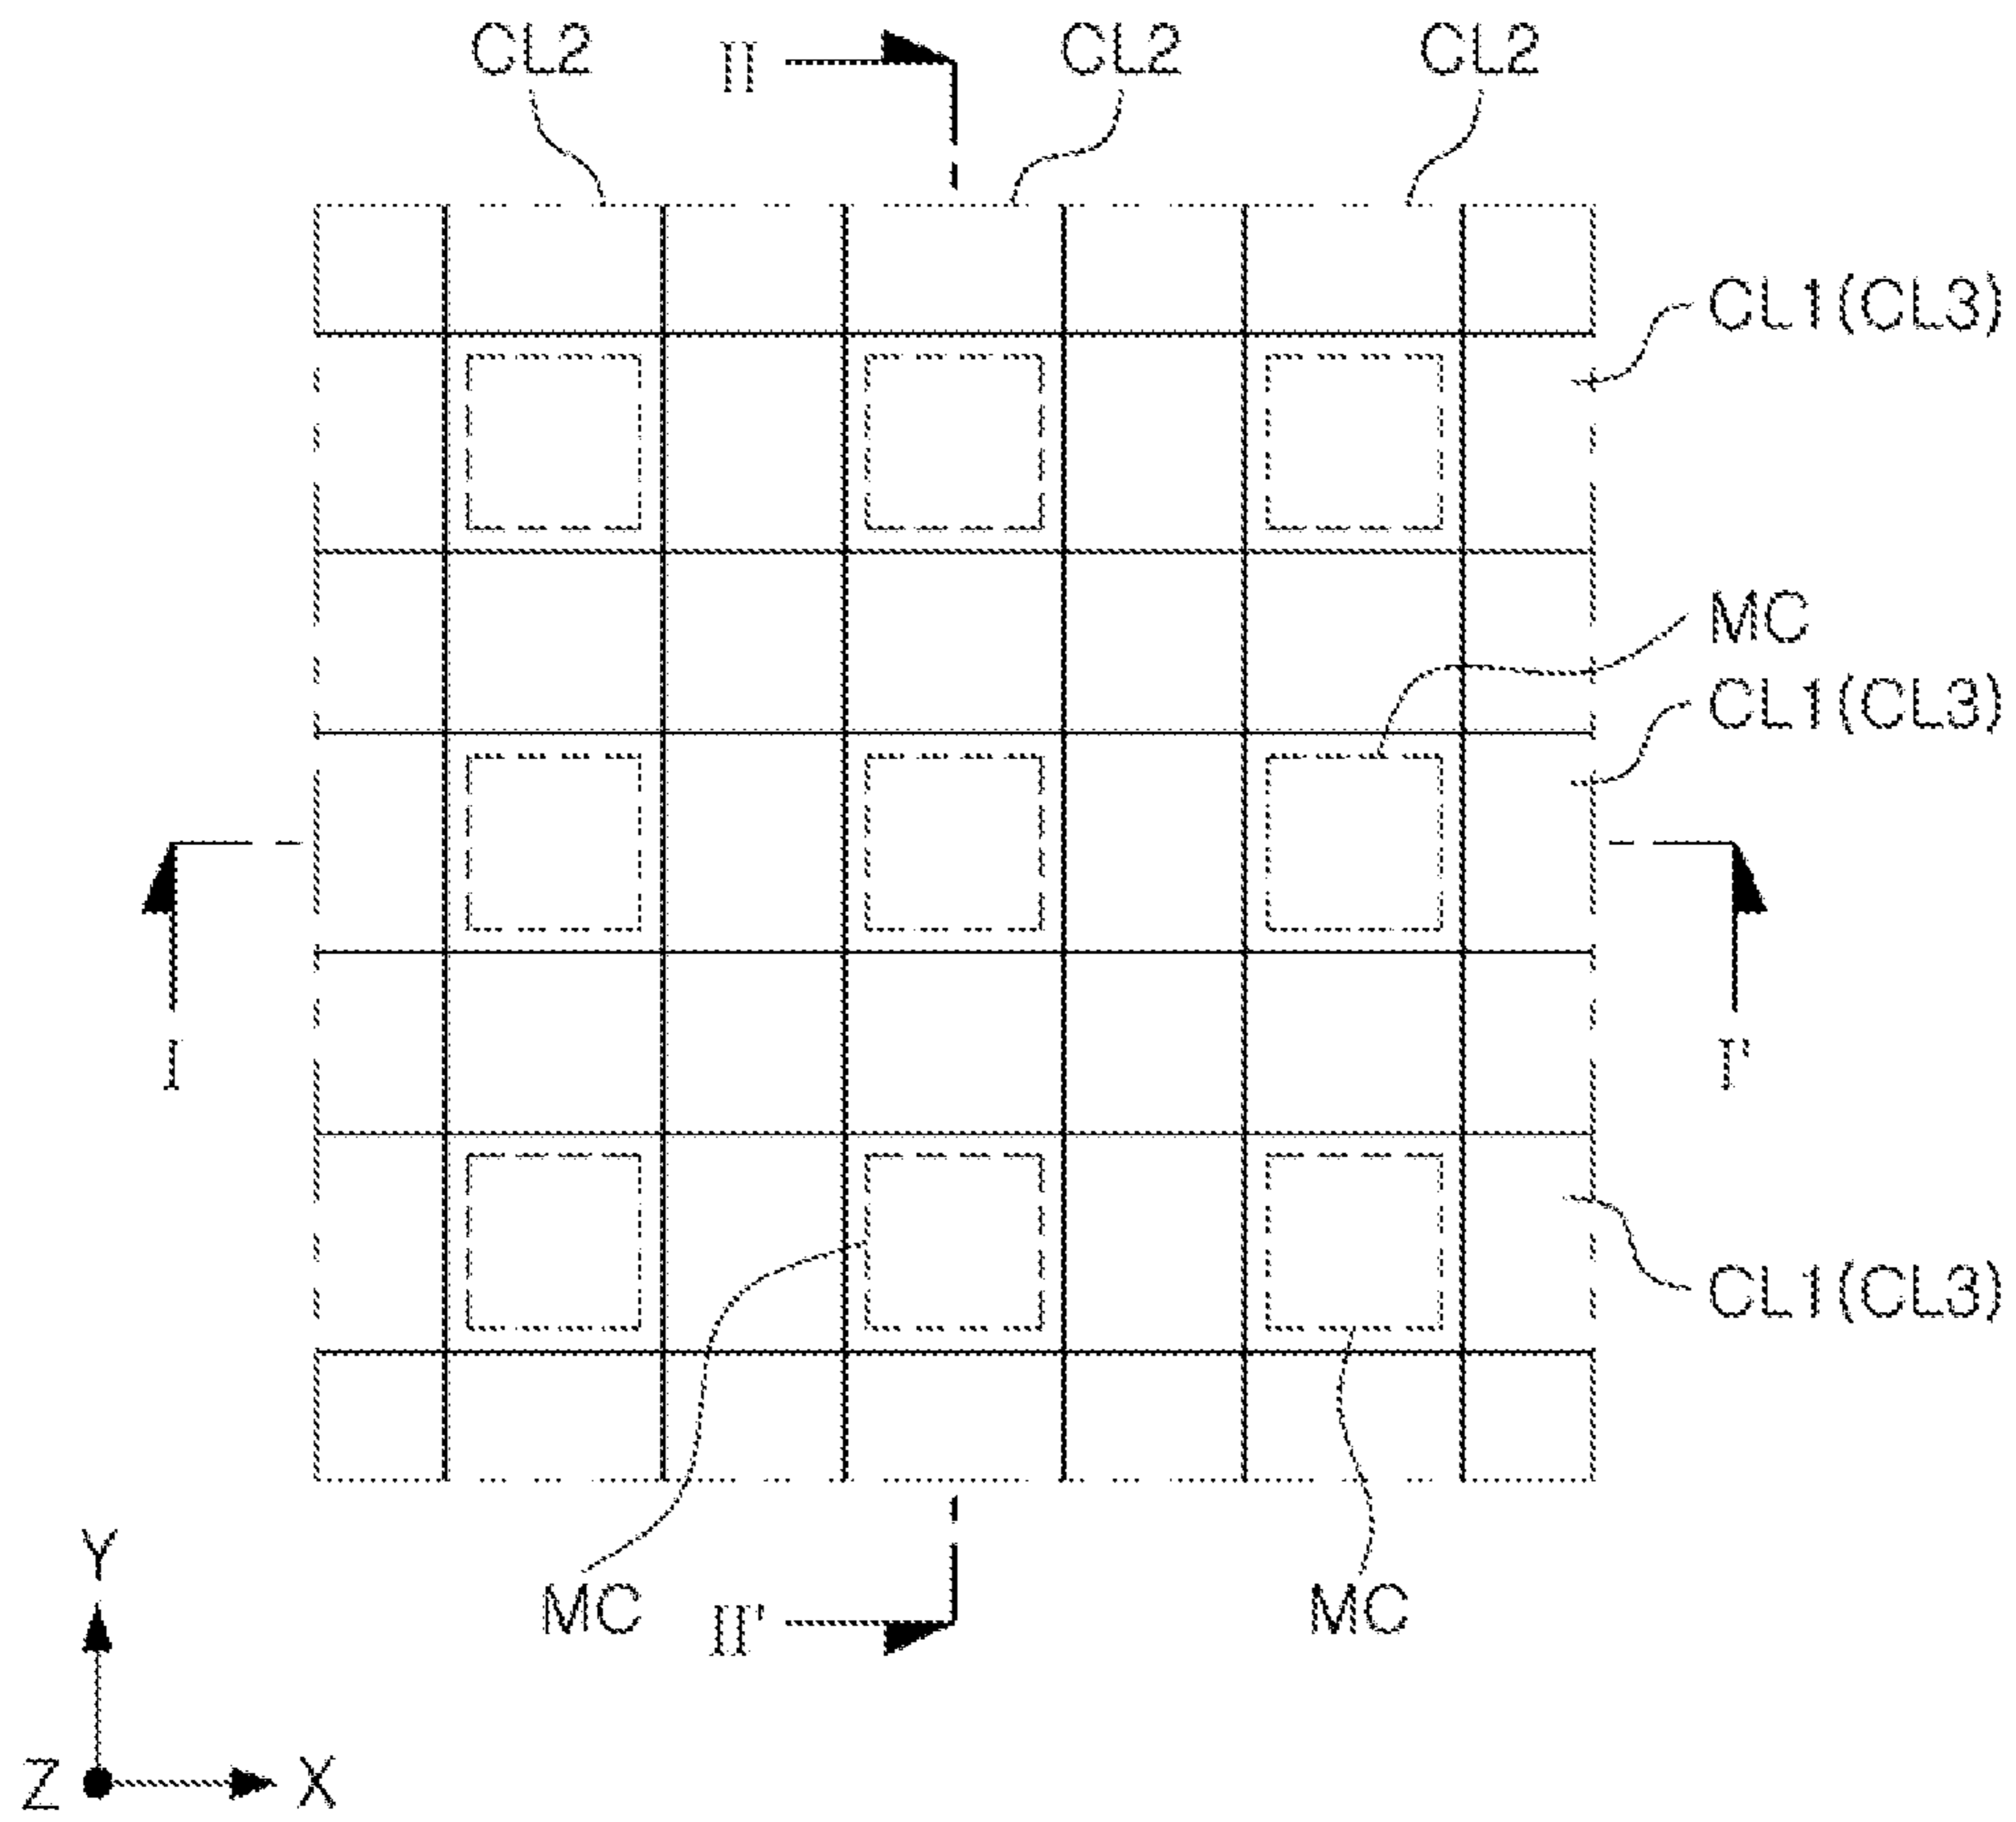 CL2 II CL2 CL2
CL1(CL3)
MC
CL1(CL3)
I I'
CL1(CL3)
Y
MC II' MC
Z X